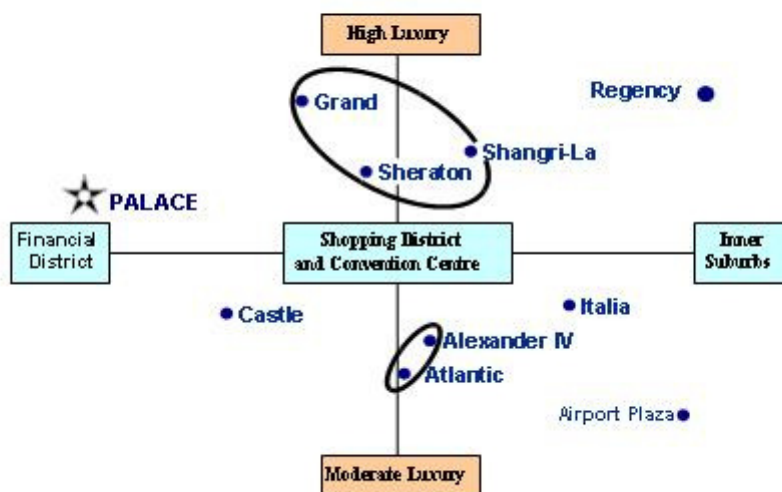 High Luxury
Regency
Grand
Shangri-La
Sheraton
PALACE
Financial
District
Shopping District
and Convention Centre
Inner
Suburbs
Castle
Italia
Alexander IV
Atlantic
Airport Plaza
Moderate Luxury